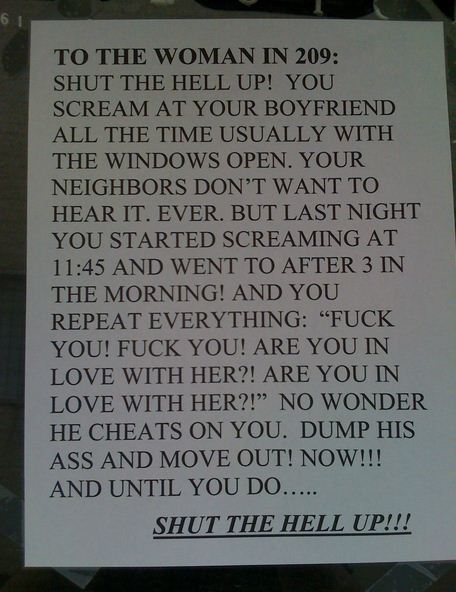 61
TO THE WOMAN IN 209:
SHUT THE HELL UP!  YOU
SCREAM AT YOUR BOYFRIEND
ALL THE TIME USUALLY WITH
THE WINDOWS OPEN. YOUR
NEIGHBORS DON'T WANT TO
HEAR IT. EVER. BUT LAST NIGHT
YOU STARTED SCREAMING AT
11:45 AND WENT TO AFTER 3 IN
THE MORNING! AND YOU
REPEAT EVERYTHING:  “FUCK
YOU! FUCK YOU! ARE YOU IN
LOVE WITH HER?! ARE YOU IN
LOVE WITH HER?!”  NO WONDER
HE CHEATS ON YOU.  DUMP HIS
ASS AND MOVE OUT! NOW!!!
AND UNTIL YOU DO…..
SHUT THE HELL UP!!!